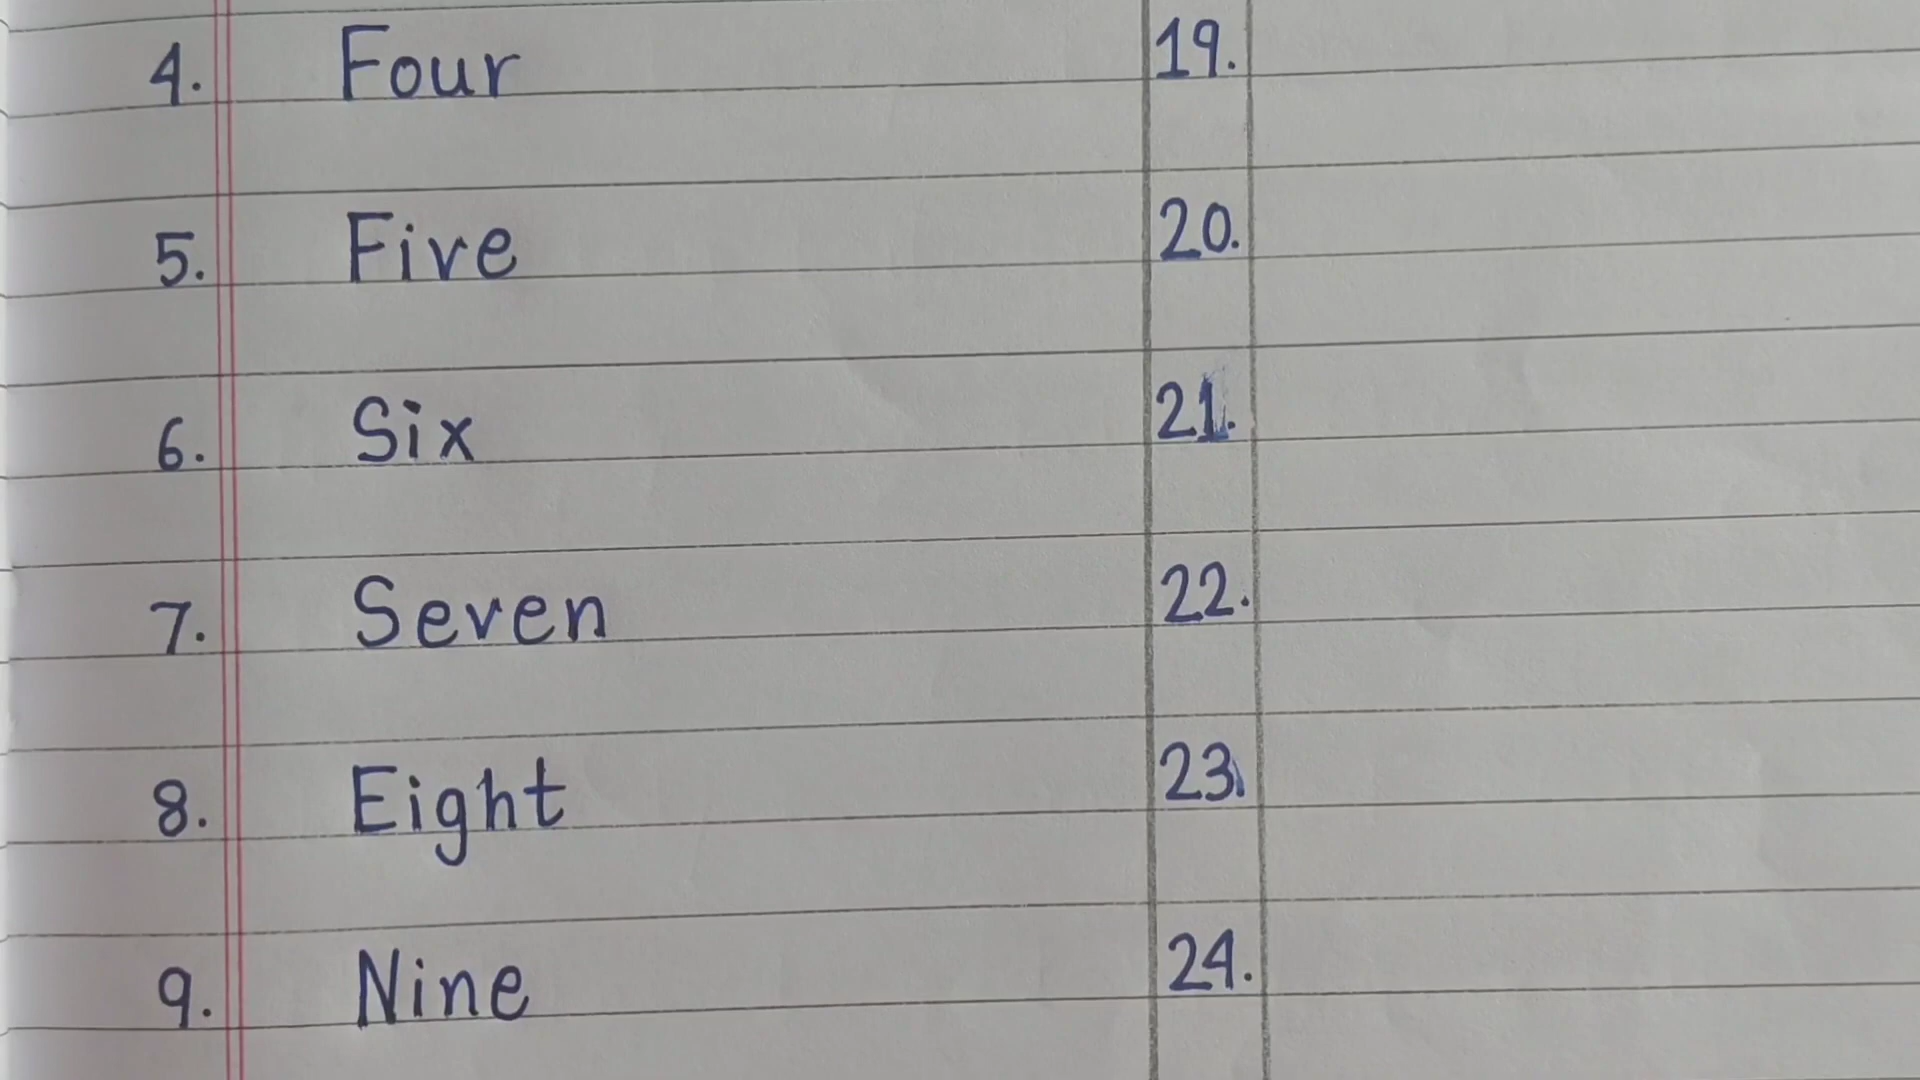 4. Four 19.
5. Five 20.
6. Six 21.
7. Seven 22.
8. Eight 23.
9. Nine 24.